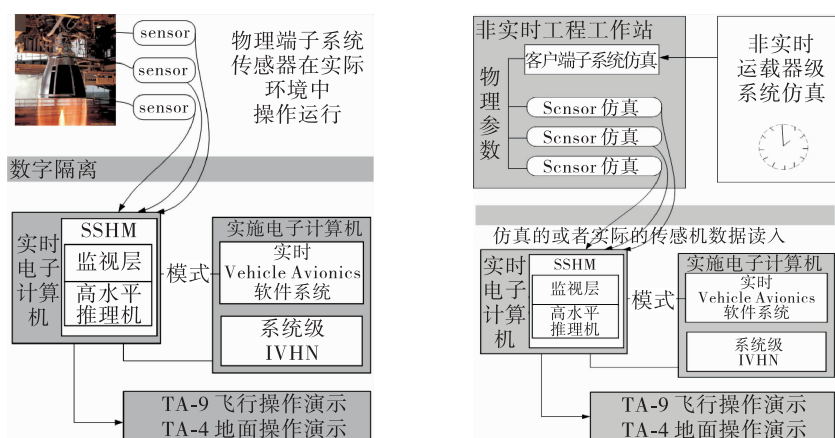 sensor
sensor
sensor
物理端子系统
传感器在实际
环境中
操作运行
数字隔离
实时
电子
计算
机
SSHM
监视层
高水平
推理机
模式
实施电子计算机
实时
Vehicle Avionics
软件系统
系统级
IVHN
TA-9 飞行操作演示
TA-4 地面操作演示
非实时工程工作站
客户端子系统仿真
物
理
参
数
Scnsor 仿真
Scnsor 仿真
Scnsor 仿真
非实时
运载器级
系统仿真
仿真的或者实际的传感机数据读入
实时
电子
计算
机
SSHM
监视层
高水平
推理机
模式
实施电子计算机
实时
Vehicle Avionics
软件系统
系统级
IVHN
TA-9 飞行操作演示
TA-4 地面操作演示